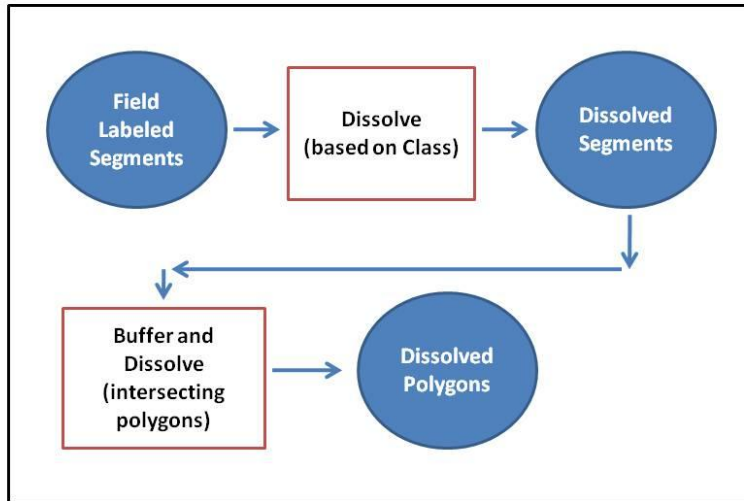 Field
Labeled
Segments
Dissolve
(based on Class)
Dissolved
Segments
Buffer and
Dissolve
(intersecting
polygons)
Dissolved
Polygons